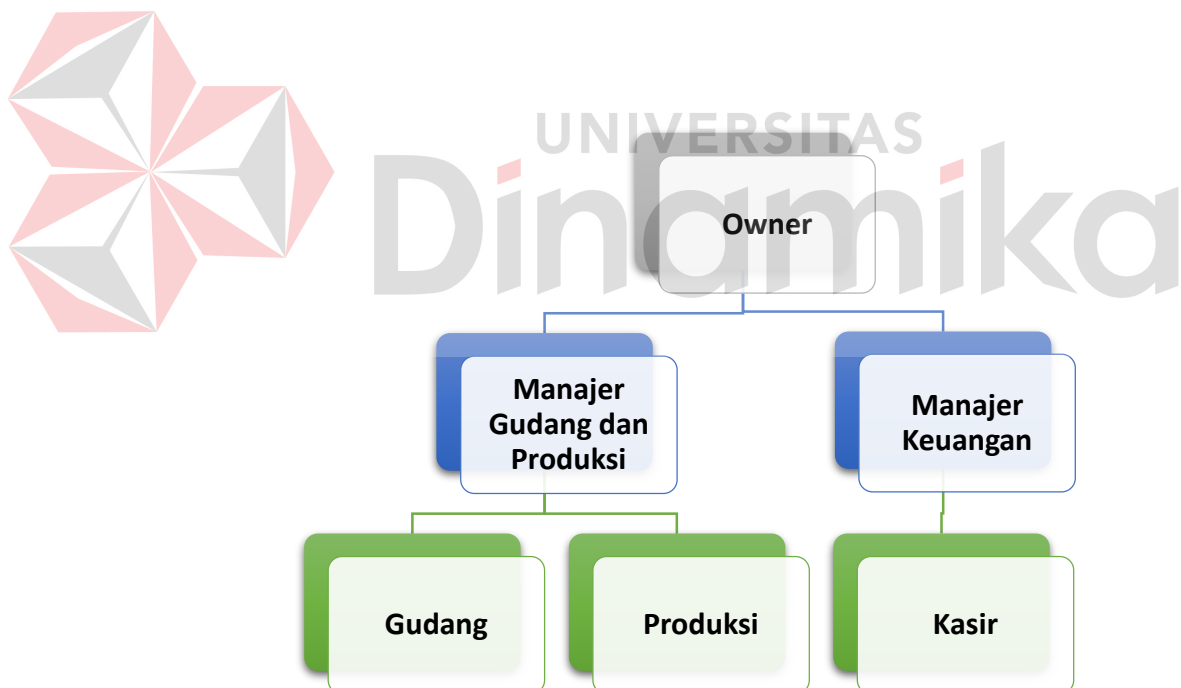 UNIVERSITAS
Dinamika
Owner
Manajer
Gudang dan
Produksi
Manajer
Keuangan
Gudang
Produksi
Kasir